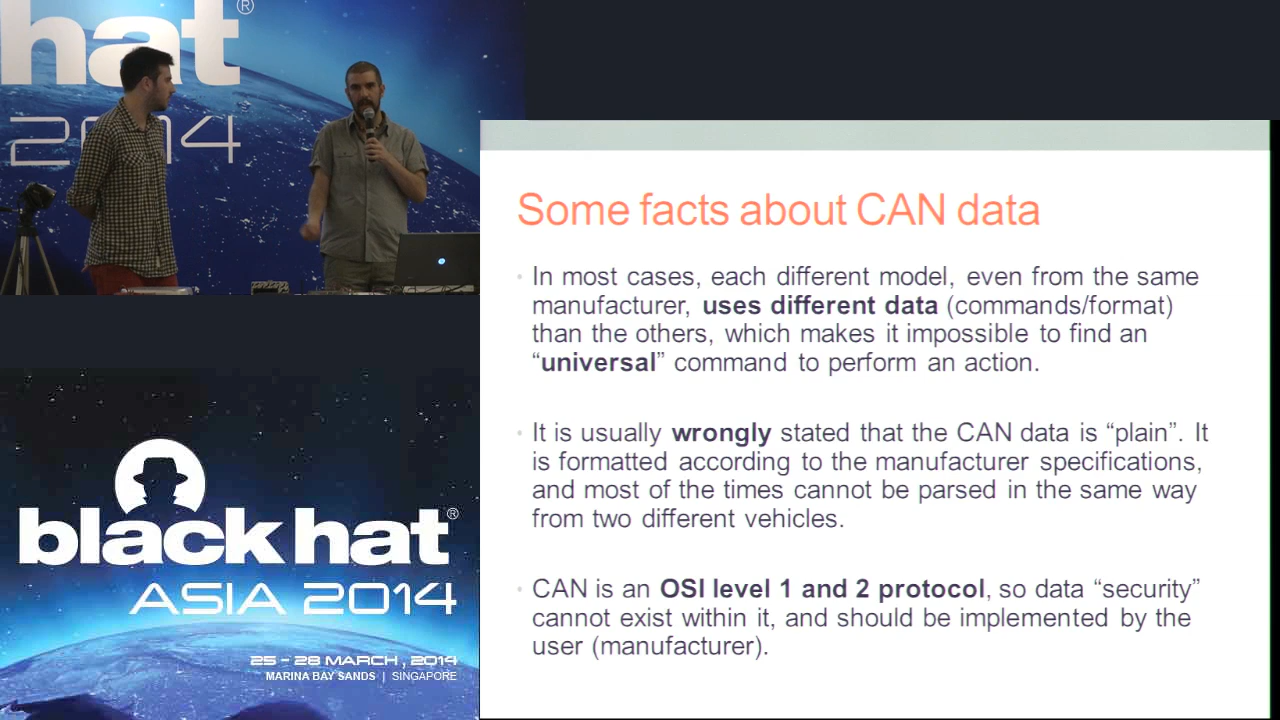 hat®
2014
Some facts about CAN data
• In most cases, each different model, even from the same
manufacturer, uses different data (commands/format)
than the others, which makes it impossible to find an
“universal” command to perform an action.
• It is usually wrongly stated that the CAN data is “plain”. It
is formatted according to the manufacturer specifications,
and most of the times cannot be parsed in the same way
from two different vehicles.
• CAN is an OSI level 1 and 2 protocol, so data “security”
cannot exist within it, and should be implemented by the
user (manufacturer).
black hat®
ASIA 2014
25 - 28 MARCH, 2014
MARINA BAY SANDS | SINGAPORE